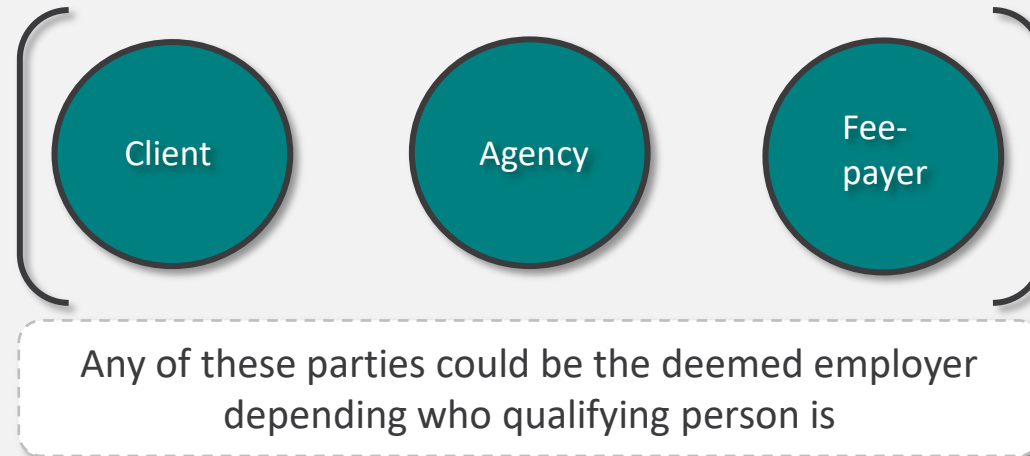 Client
Agency
Fee-
payer
Any of these parties could be the deemed employer
depending who qualifying person is